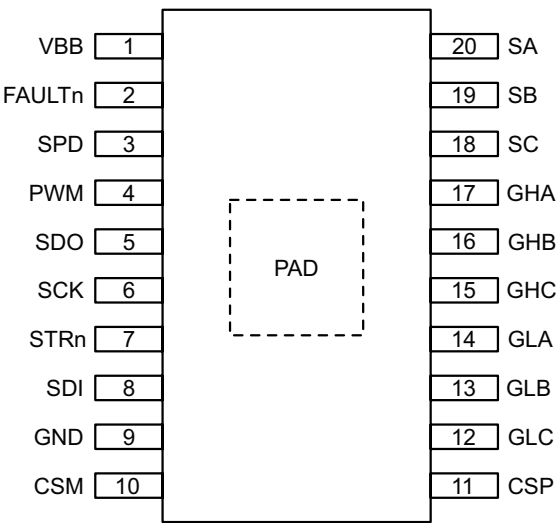 VBB 1 20 SA
FAULTn 2 19 SB
SPD 3 18 SC
PWM 4 17 GHA
SDO 5 16 GHB
PAD
SCK 6 15 GHC
STRn 7 14 GLA
SDI 8 13 GLB
GND 9 12 GLC
CSM 10 11 CSP